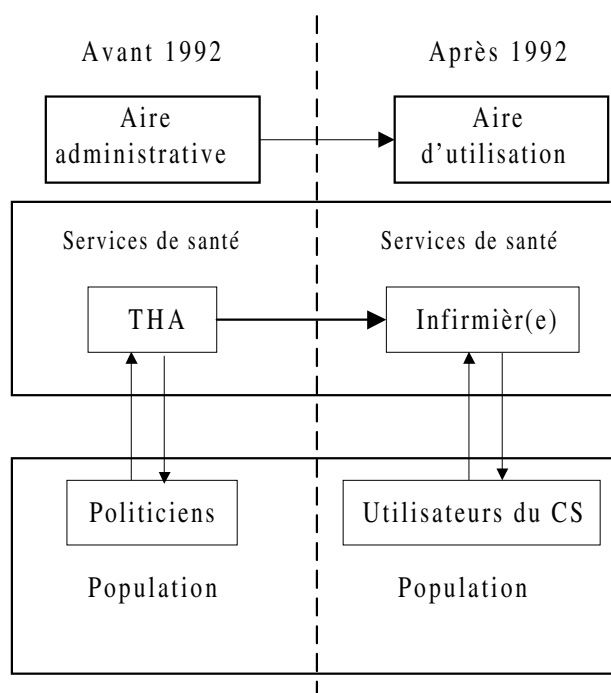 Avant 1992
Après 1992
Aire
administrative
Aire
d'utilisation
Services de santé
Services de santé
THA
Infirmièr(e)
Politiciens
Utilisateurs du CS
Population
Population